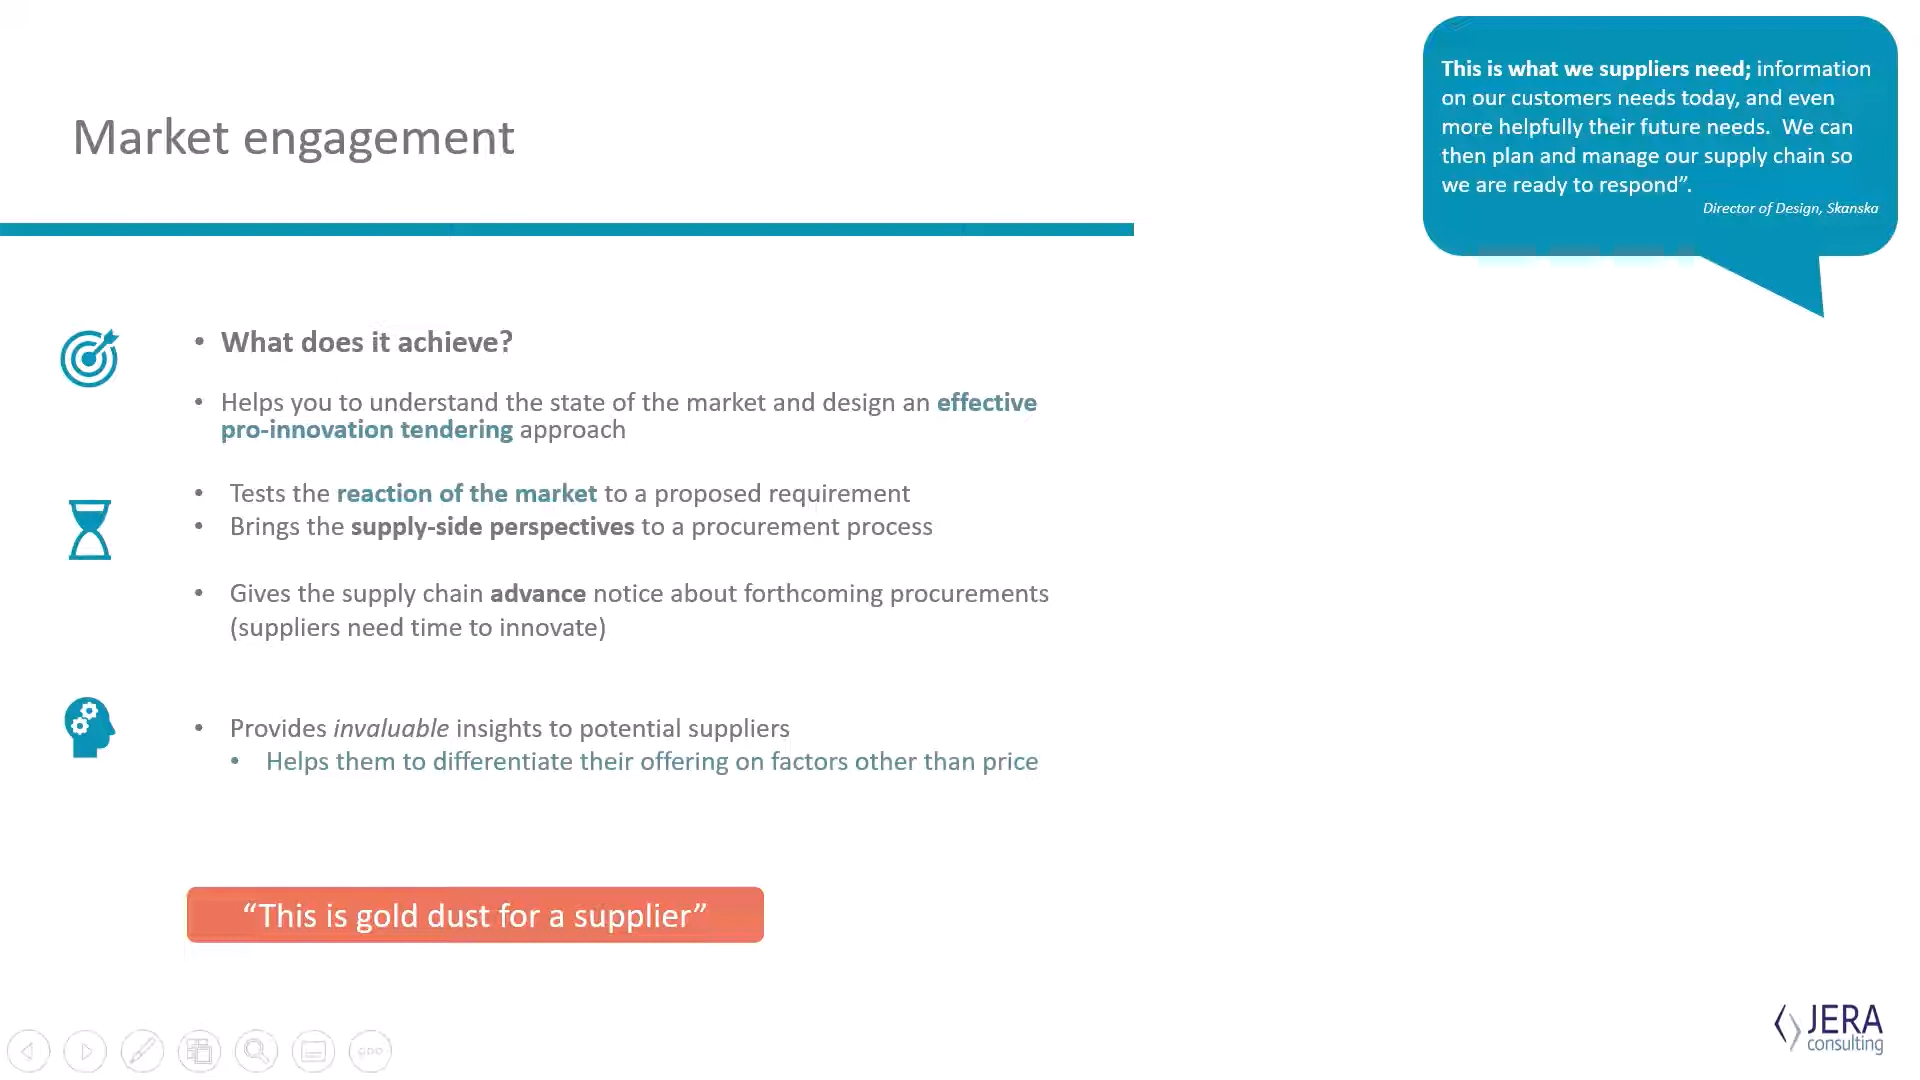 Market engagement
This is what we suppliers need; information
on our customers needs today, and even
more helpfully their future needs.  We can
then plan and manage our supply chain so
we are ready to respond”.
Director of Design, Skanska
• What does it achieve?
• Helps you to understand the state of the market and design an effective
pro-innovation tendering approach
• Tests the reaction of the market to a proposed requirement
• Brings the supply-side perspectives to a procurement process
• Gives the supply chain advance notice about forthcoming procurements
(suppliers need time to innovate)
• Provides invaluable insights to potential suppliers
• Helps them to differentiate their offering on factors other than price
“This is gold dust for a supplier”
JERA
consulting